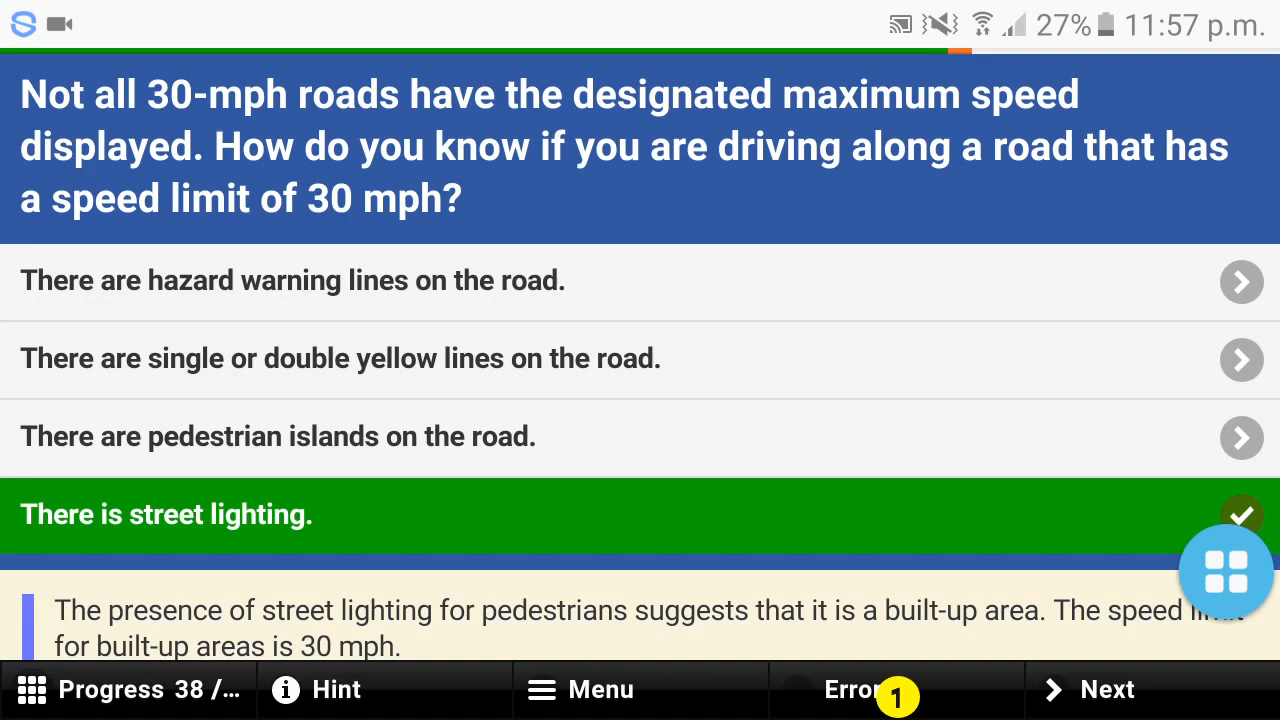 27% 11:57 p.m.
Not all 30-mph roads have the designated maximum speed
displayed. How do you know if you are driving along a road that has
a speed limit of 30 mph?
There are hazard warning lines on the road.
There are single or double yellow lines on the road.
There are pedestrian islands on the road.
There is street lighting.
The presence of street lighting for pedestrians suggests that it is a built-up area. The speed limit
for built-up areas is 30 mph.
Progress 38 /... Hint Menu Error 1 Next